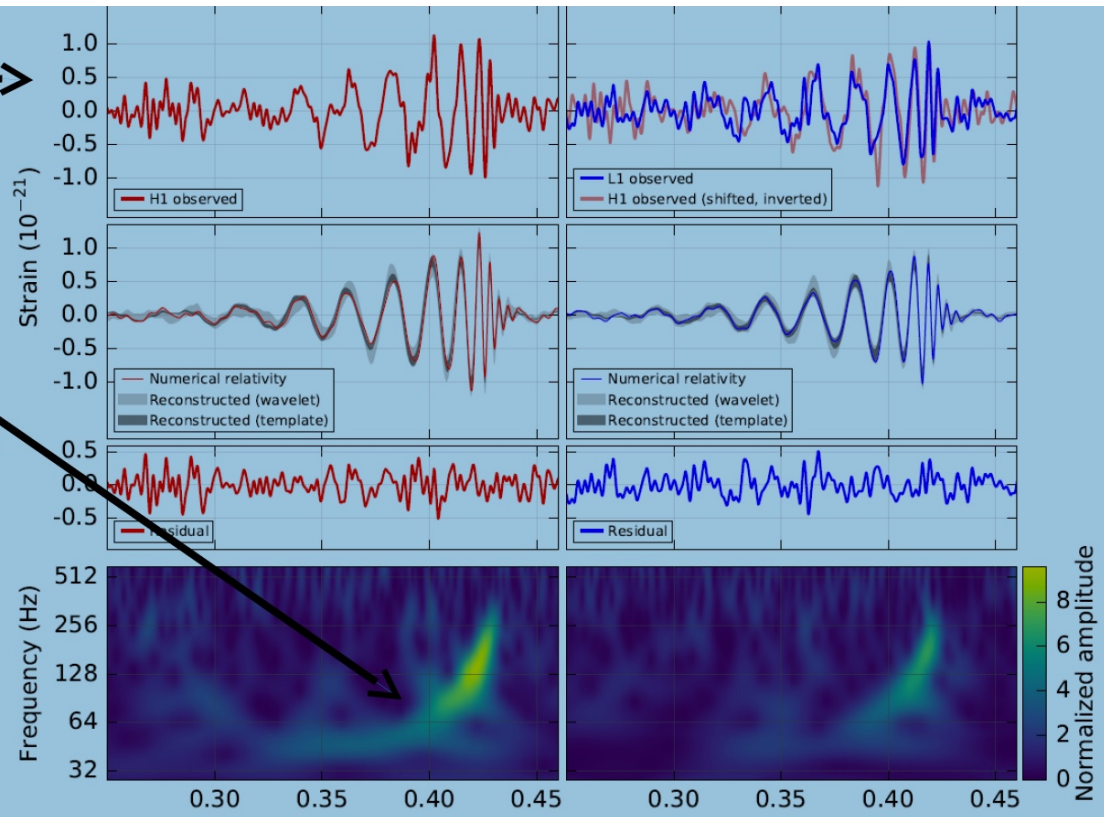 Strain (10⁻²¹)
1.0
0.5
0.0
-0.5
-1.0
H1 observed
L1 observed
H1 observed (shifted, inverted)
1.0
0.5
0.0
-0.5
-1.0
Numerical relativity
Reconstructed (wavelet)
Reconstructed (template)
Numerical relativity
Reconstructed (wavelet)
Reconstructed (template)
0.5
0.0
-0.5
Residual
Residual
Frequency (Hz)
512
256
128
64
32
0.30 0.35 0.40 0.45
0.30 0.35 0.40 0.45
8
6
4
2
0
Normalized amplitude